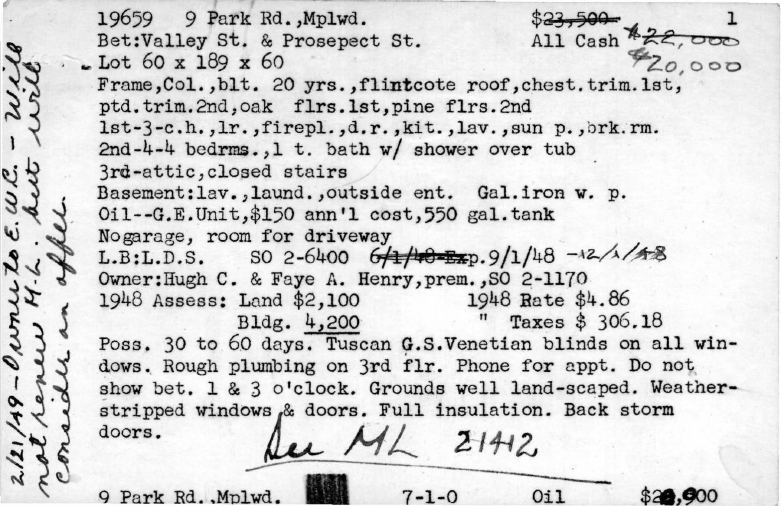 19659   9 Park Rd.,Mplwd.   $23,500   1
Bet:Valley St. & Prosepect St.   All Cash $22,000
Lot 60 x 189 x 60   $20,000
Frame,Col.,blt. 20 yrs.,flintcote roof,chest.trim.1st,
ptd.trim.2nd,oak flrs.1st,pine flrs.2nd
1st-3-c.h.,lr.,firepl.,d.r.,kit.,lav.,sun p.,brk.rm.
2nd-4-4 bedrms.,1 t. bath w/ shower over tub
3rd-attic,closed stairs
Basement:lav.,laund.,outside ent. Gal.iron w. p.
Oil--G.E.Unit,$150 ann'l cost,550 gal.tank
No garage, room for driveway
L.B:L.D.S.   SO 2-6400   6/1/48-Exp.9/1/48 -12/1/48
Owner:Hugh C. & Faye A. Henry,prem.,SO 2-1170
1948 Assess: Land $2,100   1948 Rate $4.86
Bldg. 4,200   " Taxes $ 306.18
Poss. 30 to 60 days. Tuscan G.S.Venetian blinds on all win-
dows. Rough plumbing on 3rd flr. Phone for appt. Do not
show bet. 1 & 3 o'clock. Grounds well land-scaped. Weather-
stripped windows & doors. Full insulation. Back storm
doors.
See ML 21412
9 Park Rd.,Mplwd.   7-1-0   Oil
2/21/49 - Owner to E.W.C. - Will
not renew M.L. but will
consider an offer.